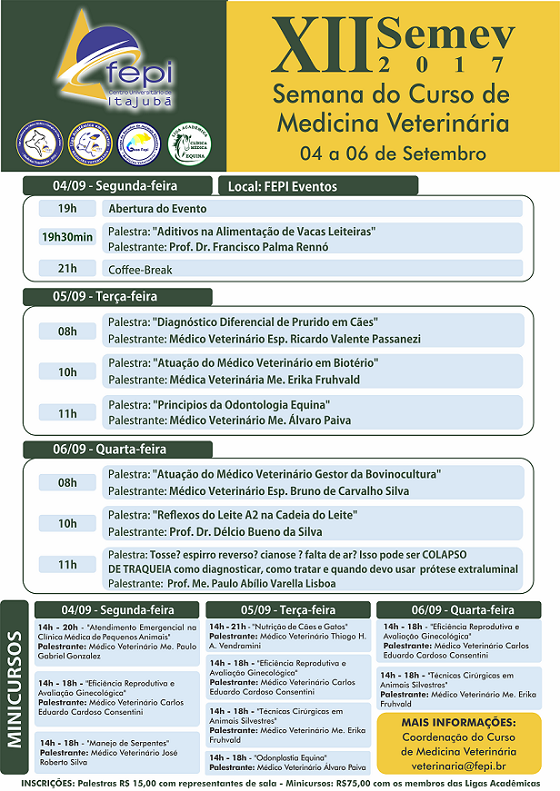 fepi
Centro Universitário de
Itajubá
XII Semev
2017
Semana do Curso de
Medicina Veterinária
04 a 06 de Setembro
LIGA ACADÊMICA
CLÍNICA
MÉDICA
EQUINA
04/09 - Segunda-feira
Local: FEPI Eventos
19h
Abertura do Evento
19h30min
Palestra: "Aditivos na Alimentação de Vacas Leiteiras"
Palestrante: Prof. Dr. Francisco Palma Rennó
21h
Coffee-Break
05/09 - Terça-feira
08h
Palestra: "Diagnóstico Diferencial de Prurido em Cães"
Palestrante: Médico Veterinário Esp. Ricardo Valente Passanezi
10h
Palestra: "Atuação do Médico Veterinário em Biotério"
Palestrante: Médica Veterinária Me. Erika Fruhvald
11h
Palestra: "Principios da Odontologia Equina"
Palestrante: Médico Veterinário Me. Álvaro Paiva
06/09 - Quarta-feira
08h
Palestra: "Atuação do Médico Veterinário Gestor da Bovinocultura"
Palestrante: Médico Veterinário Esp. Bruno de Carvalho Silva
10h
Palestra: "Reflexos do Leite A2 na Cadeia do Leite"
Palestrante: Prof. Dr. Délcio Bueno da Silva
11h
Palestra: Tosse? espirro reverso? cianose ? falta de ar? Isso pode ser COLAPSO
DE TRAQUEIA como diagnosticar, como tratar e quando devo usar prótese extraluminal
Palestrante: Prof. Me. Paulo Abílio Varella Lisboa
MINICURSOS
04/09 - Segunda-feira
14h - 20h - "Atendimento Emergencial na
Clínica Médica de Pequenos Animais"
Palestrante: Médico Veterinário Me. Paulo
Gabriel Gonzalez
14h - 18h - "Eficiência Reprodutiva e
Avaliação Ginecológica"
Palestrante: Médico Veterinário Carlos
Eduardo Cardoso Consentini
14h - 18h - "Manejo de Serpentes"
Palestrante: Médico Veterinário José
Roberto Silva
05/09 - Terça-feira
14h - 21h - "Nutrição de Cães e Gatos"
Palestrante: Médico Veterinário Thiago H.
A. Vendramini
14h - 18h - "Eficiência Reprodutiva e
Avaliação Ginecológica"
Palestrante: Médico Veterinário Carlos
Eduardo Cardoso Consentini
14h - 18h - "Técnicas Cirúrgicas em
Animais Silvestres"
Palestrante: Médico Veterinário Me. Erika
Fruhvald
14h - 18h - "Odonplastia Equina"
Palestrante: Médico Veterinário Álvaro Paiva
06/09 - Quarta-feira
14h - 18h - "Eficiência Reprodutiva e
Avaliação Ginecológica"
Palestrante: Médico Veterinário Carlos
Eduardo Cardoso Consentini
14h - 18h - "Técnicas Cirúrgicas em
Animais Silvestres"
Palestrante: Médico Veterinário Me. Erika
Fruhvald
MAIS INFORMAÇÕES:
Coordenação do Curso
de Medicina Veterinária
veterinaria@fepi.br
INSCRIÇÕES: Palestras R$ 15,00 com representantes de sala - Minicursos: R$75,00 com os membros das Ligas Acadêmicas